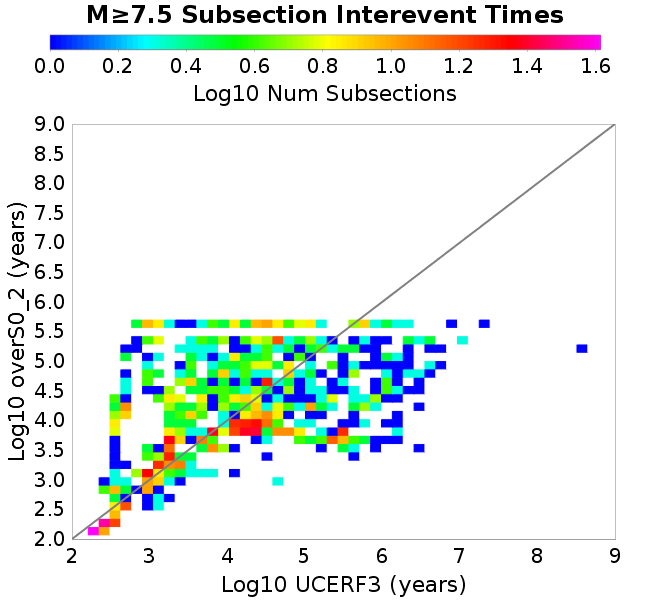 M≥7.5 Subsection Interevent Times
0.0 0.2 0.4 0.6 0.8 1.0 1.2 1.4 1.6
Log10 Num Subsections
Log10 overS0_2 (years)
9.0
8.5
8.0
7.5
7.0
6.5
6.0
5.5
5.0
4.5
4.0
3.5
3.0
2.5
2.0
2 3 4 5 6 7 8 9
Log10 UCERF3 (years)